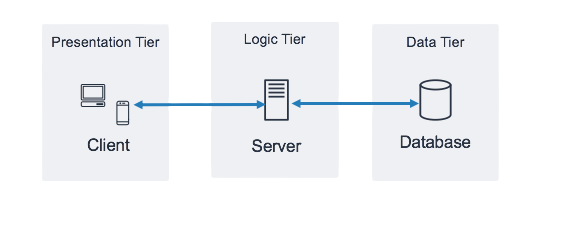 Presentation Tier
Logic Tier
Data Tier
Client
Server
Database